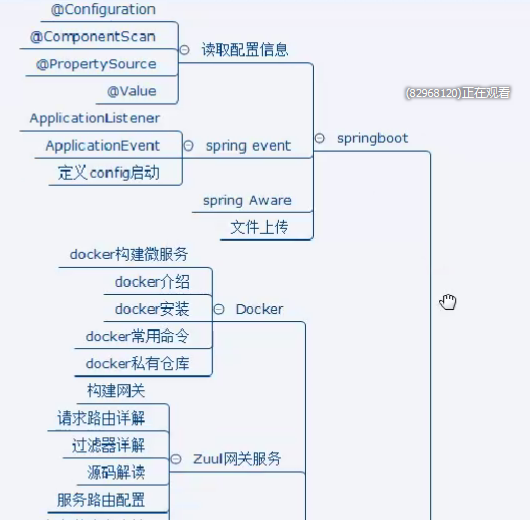 @Configuration
@ComponentScan
@PropertySource
@Value
读取配置信息
ApplicationListener
ApplicationEvent
定义config启动
spring event
spring Aware
文件上传
springboot
(82968120)正在观看
docker构建微服务
docker介绍
docker安装
docker常用命令
docker私有仓库
Docker
构建网关
请求路由详解
过滤器详解
源码解读
服务路由配置
Zuul网关服务